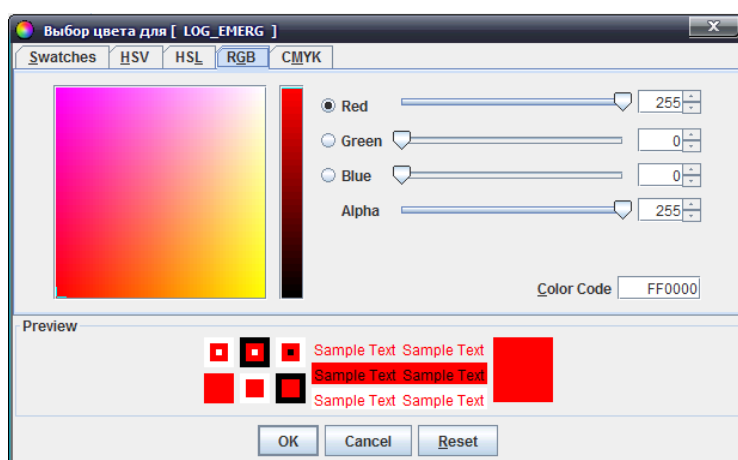 Выбор цвета для [ LOG_EMERG ]
X
Swatches HSV HSL RGB CMYK
Red 255
Green 0
Blue 0
Alpha 255
Color Code FF0000
Preview
Sample Text Sample Text
Sample Text Sample Text
Sample Text Sample Text
OK Cancel Reset